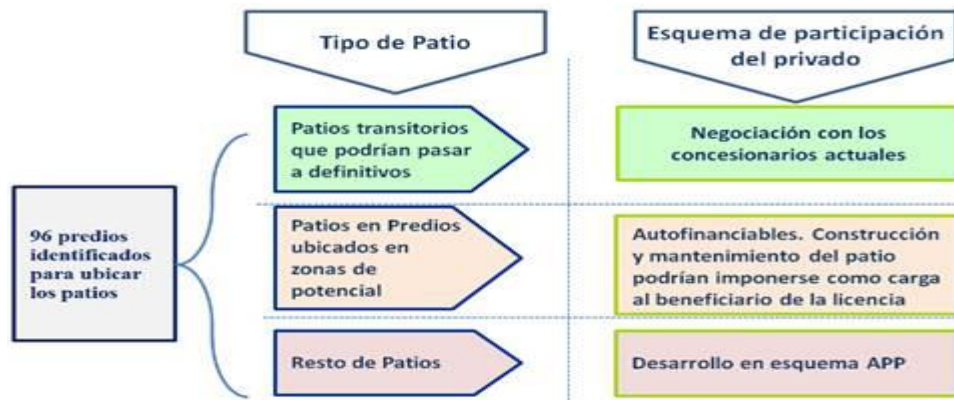 Tipo de Patio
Esquema de participación
del privado
96 predios
identificados
para ubicar
los patios
Patios transitorios
que podrían pasar
a definitivos
Negociación con los
concesionarios actuales
Patios en Predios
ubicados en
zonas de
potencial
Autofinanciables. Construcción
y mantenimiento del patio
podrían imponerse como carga
al beneficiario de la licencia
Resto de Patios
Desarrollo en esquema APP